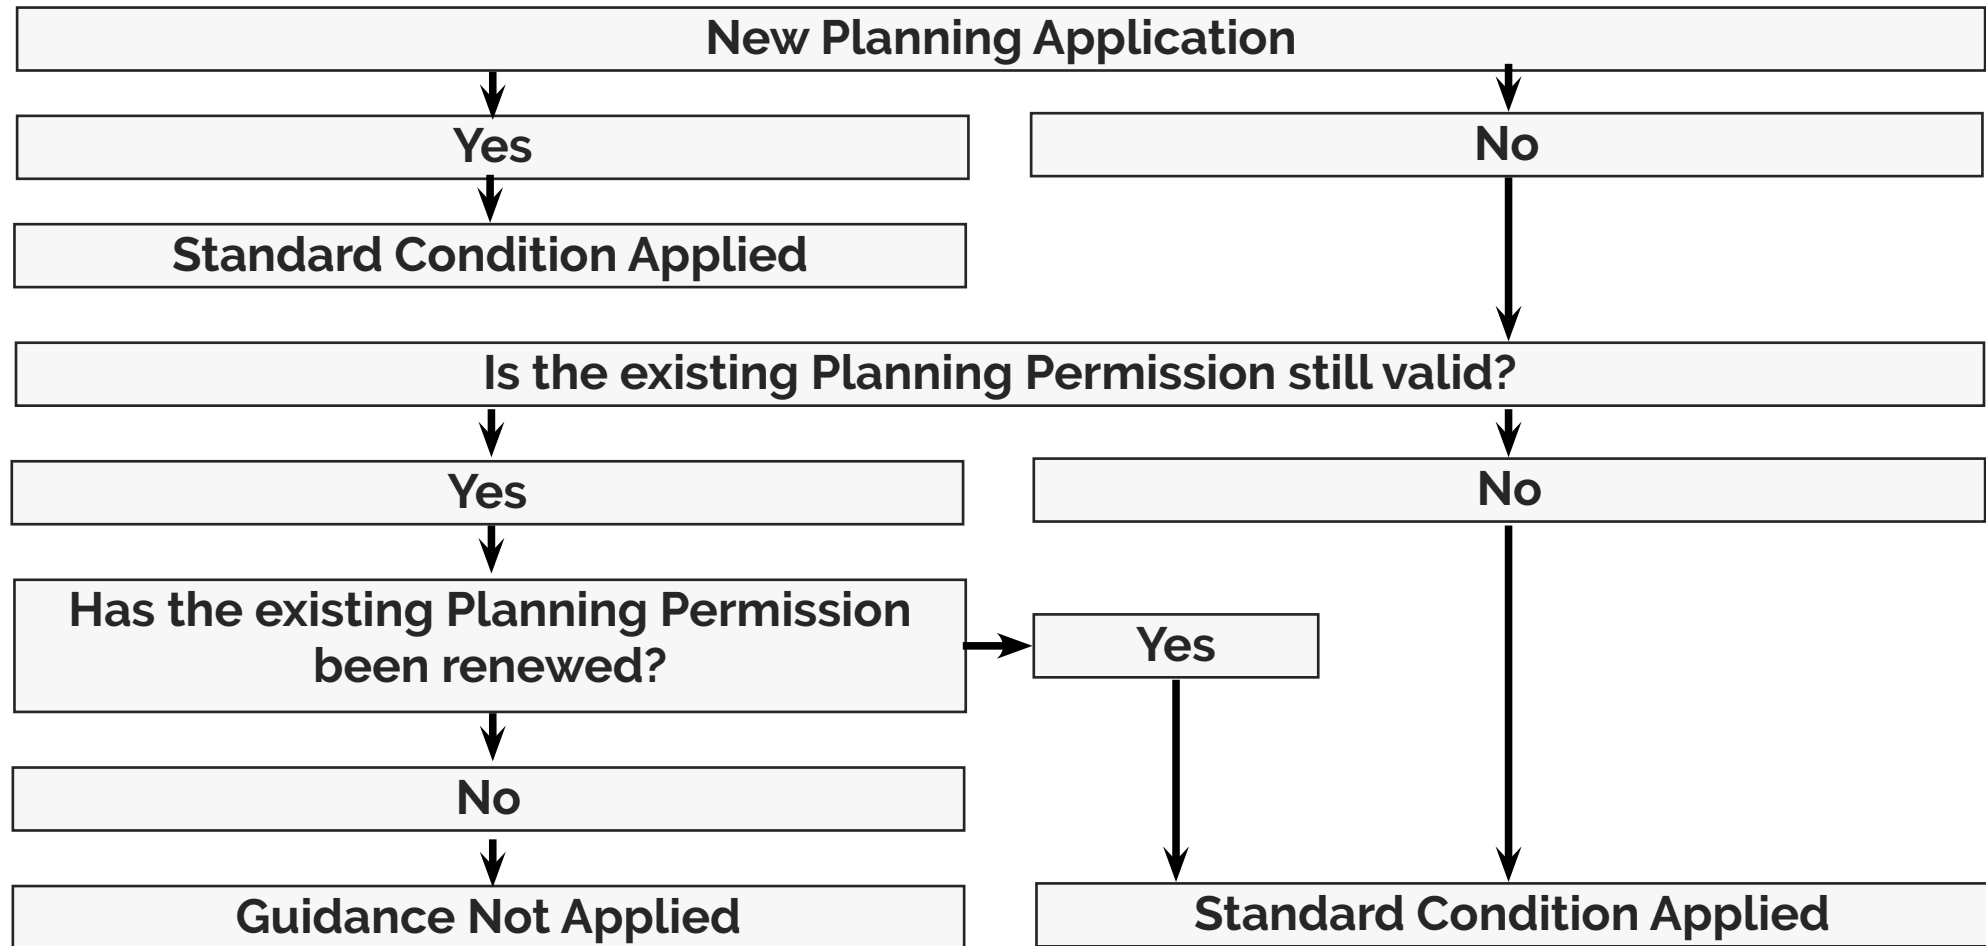 New Planning Application
Yes
No
Standard Condition Applied
Is the existing Planning Permission still valid?
Yes
No
Has the existing Planning Permission
been renewed?
Yes
No
Guidance Not Applied
Standard Condition Applied